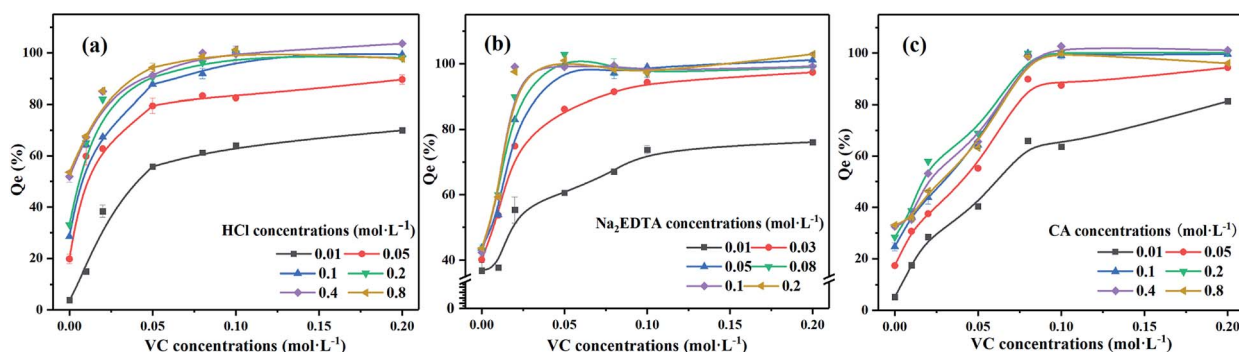 (a)
Qe (%)
100
80
60
40
20
0
HCl concentrations (mol·L⁻¹)
0.01 0.05
0.1 0.2
0.4 0.8
0.00 0.05 0.10 0.15 0.20
VC concentrations (mol·L⁻¹)
(b)
Qe (%)
100
80
60
40
Na₂EDTA concentrations (mol·L⁻¹)
0.01 0.03
0.05 0.08
0.1 0.2
0.00 0.05 0.10 0.15 0.20
VC concentrations (mol·L⁻¹)
(c)
Qe (%)
100
80
60
40
20
0
CA concentrations (mol·L⁻¹)
0.01 0.05
0.1 0.2
0.4 0.8
0.00 0.05 0.10 0.15 0.20
VC concentrations (mol·L⁻¹)